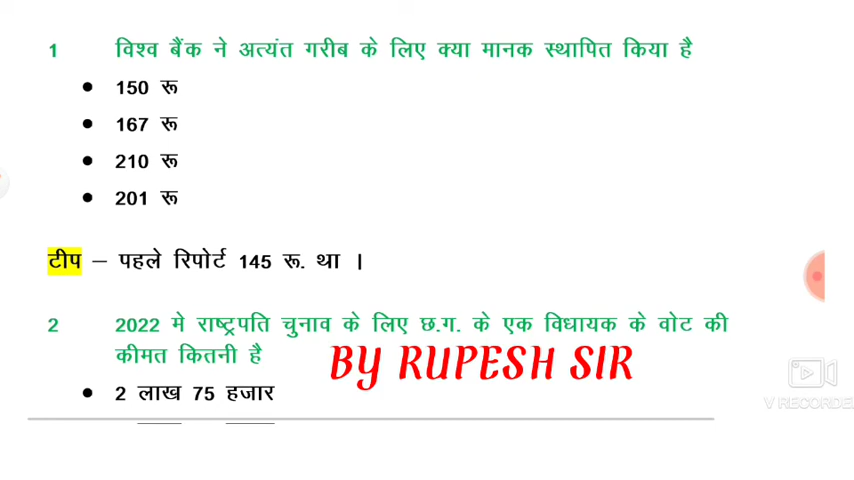 1 विश्व बैंक ने अत्यंत गरीब के लिए क्या मानक स्थापित किया है
• 150 रू
• 167 रू
• 210 रू
• 201 रू
टीप – पहले रिपोर्ट 145 रू. था ।
2 2022 मे राष्ट्रपति चुनाव के लिए छ.ग. के एक विधायक के वोट की
कीमत कितनी है
BY RUPESH SIR
• 2 लाख 75 हजार
V RECORDER